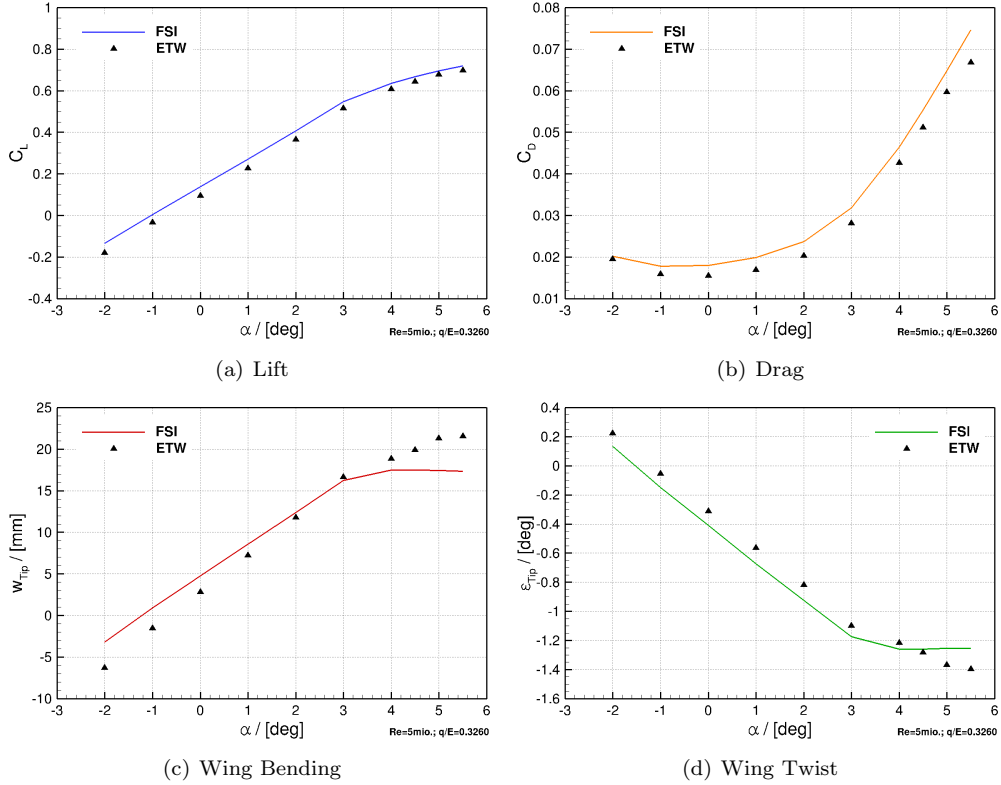 1
0.8
0.6
0.4
0.2
0
-0.2
-0.4
C_L
FSI
ETW
-3 -2 -1 0 1 2 3 4 5 6
α / [deg]
Re=5mio.; q/E=0.3260
(a) Lift
0.08
0.07
0.06
0.05
0.04
0.03
0.02
0.01
C_D
FSI
ETW
-3 -2 -1 0 1 2 3 4 5 6
α / [deg]
Re=5mio.; q/E=0.3260
(b) Drag
25
20
15
10
5
0
-5
-10
w_Tip / [mm]
FSI
ETW
-3 -2 -1 0 1 2 3 4 5 6
α / [deg]
Re=5mio.; q/E=0.3260
(c) Wing Bending
0.4
0.2
0
-0.2
-0.4
-0.6
-0.8
-1
-1.2
-1.4
-1.6
ε_Tip / [deg]
FSI
ETW
-3 -2 -1 0 1 2 3 4 5 6
α / [deg]
Re=5mio.; q/E=0.3260
(d) Wing Twist